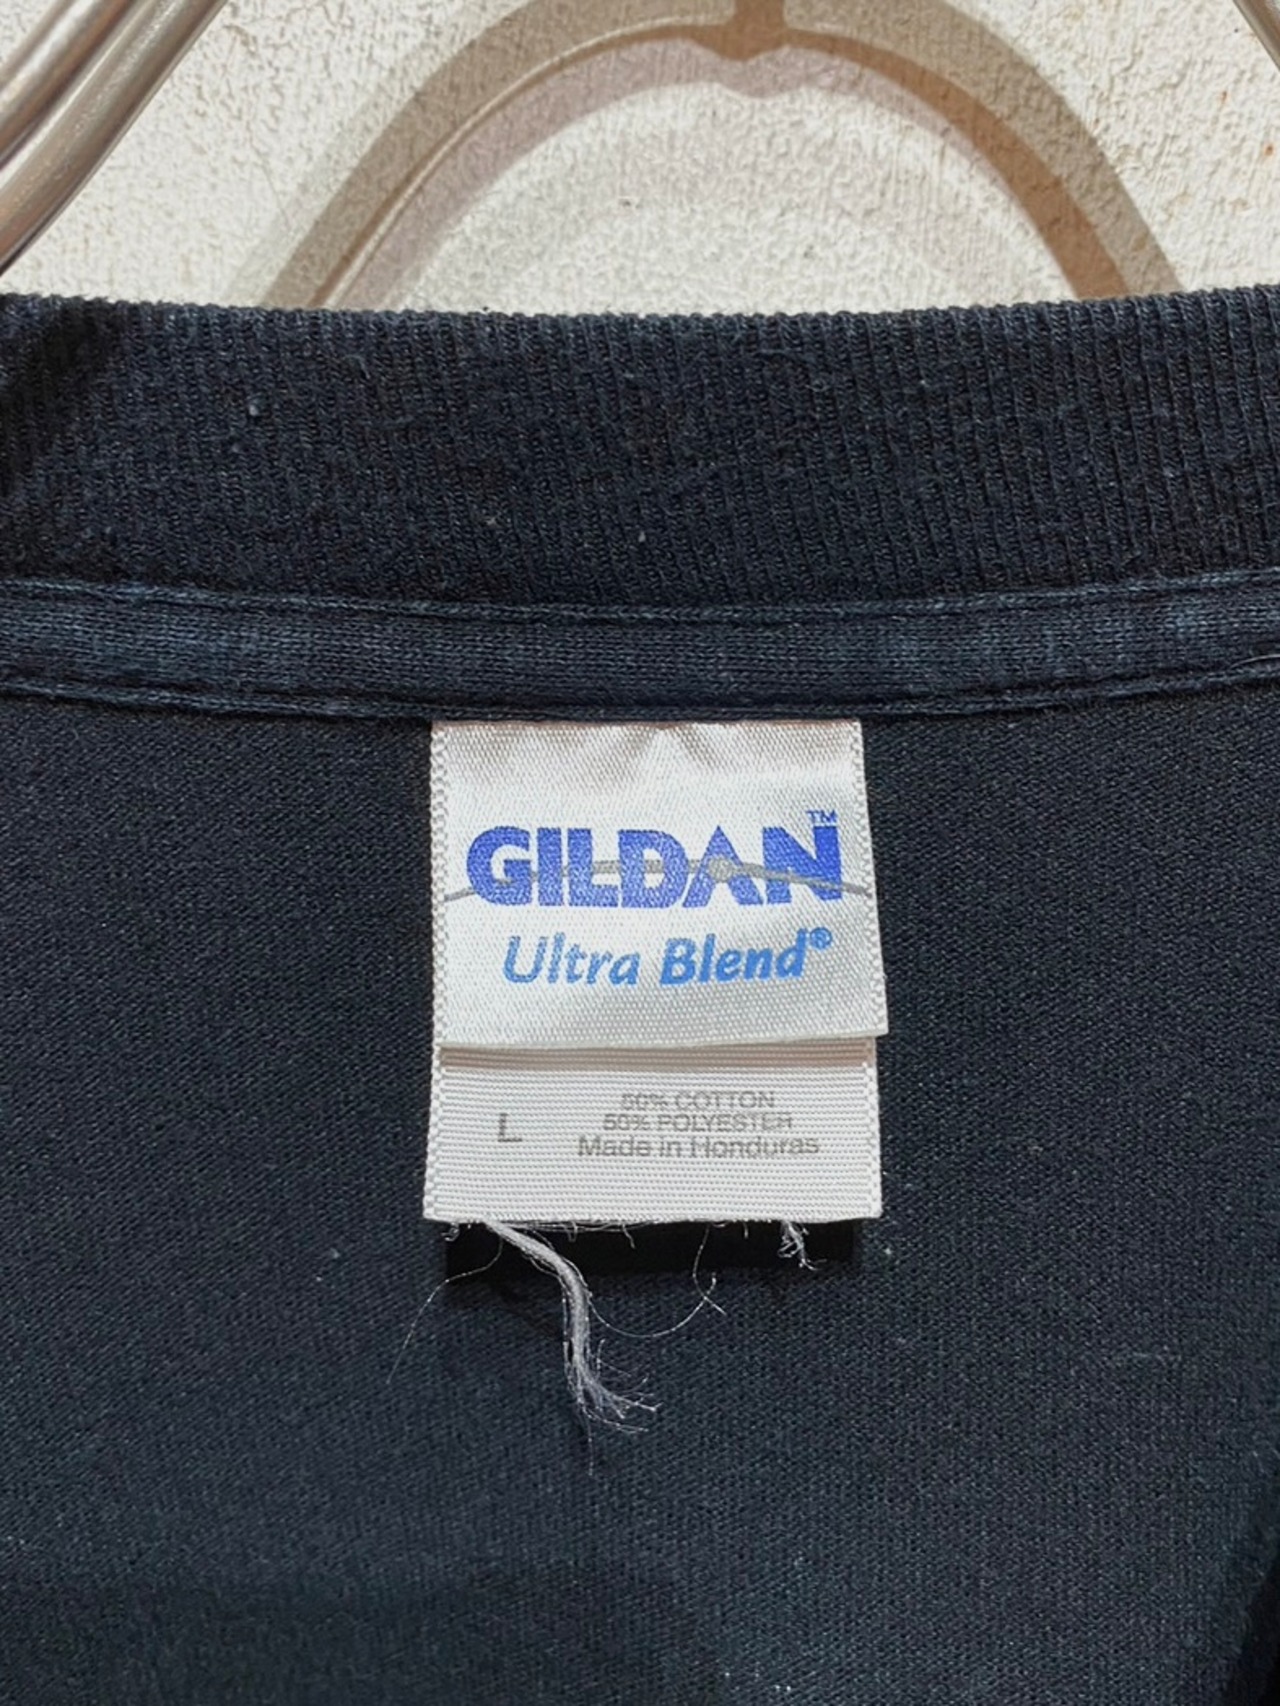 GILDAN™
Ultra Blend®
L
50% COTTON
50% POLYESTER
Made in Honduras